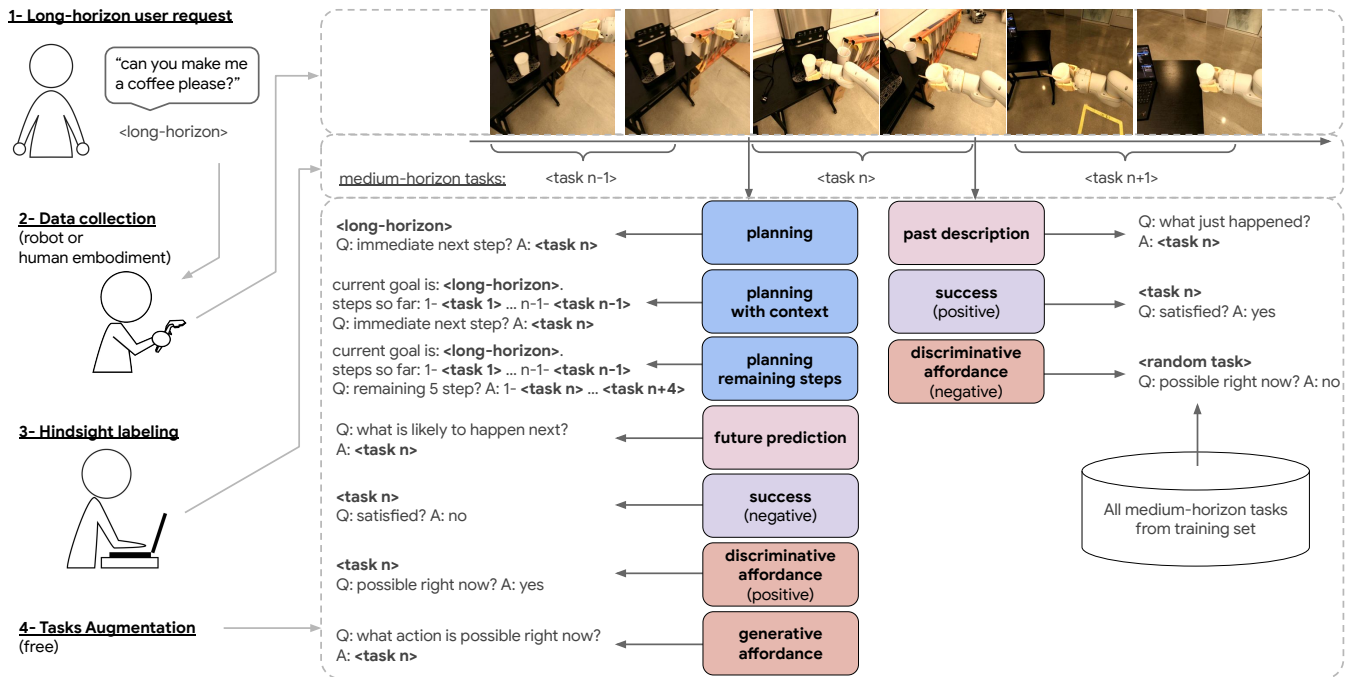 1- Long-horizon user request
“can you make me
a coffee please?”
<long-horizon>
2- Data collection
(robot or
human embodiment)
3- Hindsight labeling
4- Tasks Augmentation
(free)
medium-horizon tasks:
<task n-1>
<task n>
<task n+1>
<long-horizon>
Q: immediate next step? A: <task n>
planning
current goal is: <long-horizon>.
steps so far: 1- <task 1> ... n-1- <task n-1>
Q: immediate next step? A: <task n>
planning
with context
current goal is: <long-horizon>.
steps so far: 1- <task 1> ... n-1- <task n-1>
Q: remaining 5 step? A: 1- <task n> ... <task n+4>
planning
remaining steps
Q: what is likely to happen next?
A: <task n>
future prediction
<task n>
Q: satisfied? A: no
success
(negative)
<task n>
Q: possible right now? A: yes
discriminative
affordance
(positive)
Q: what action is possible right now?
A: <task n>
generative
affordance
past description
Q: what just happened?
A: <task n>
success
(positive)
<task n>
Q: satisfied? A: yes
discriminative
affordance
(negative)
<random task>
Q: possible right now? A: no
All medium-horizon tasks
from training set